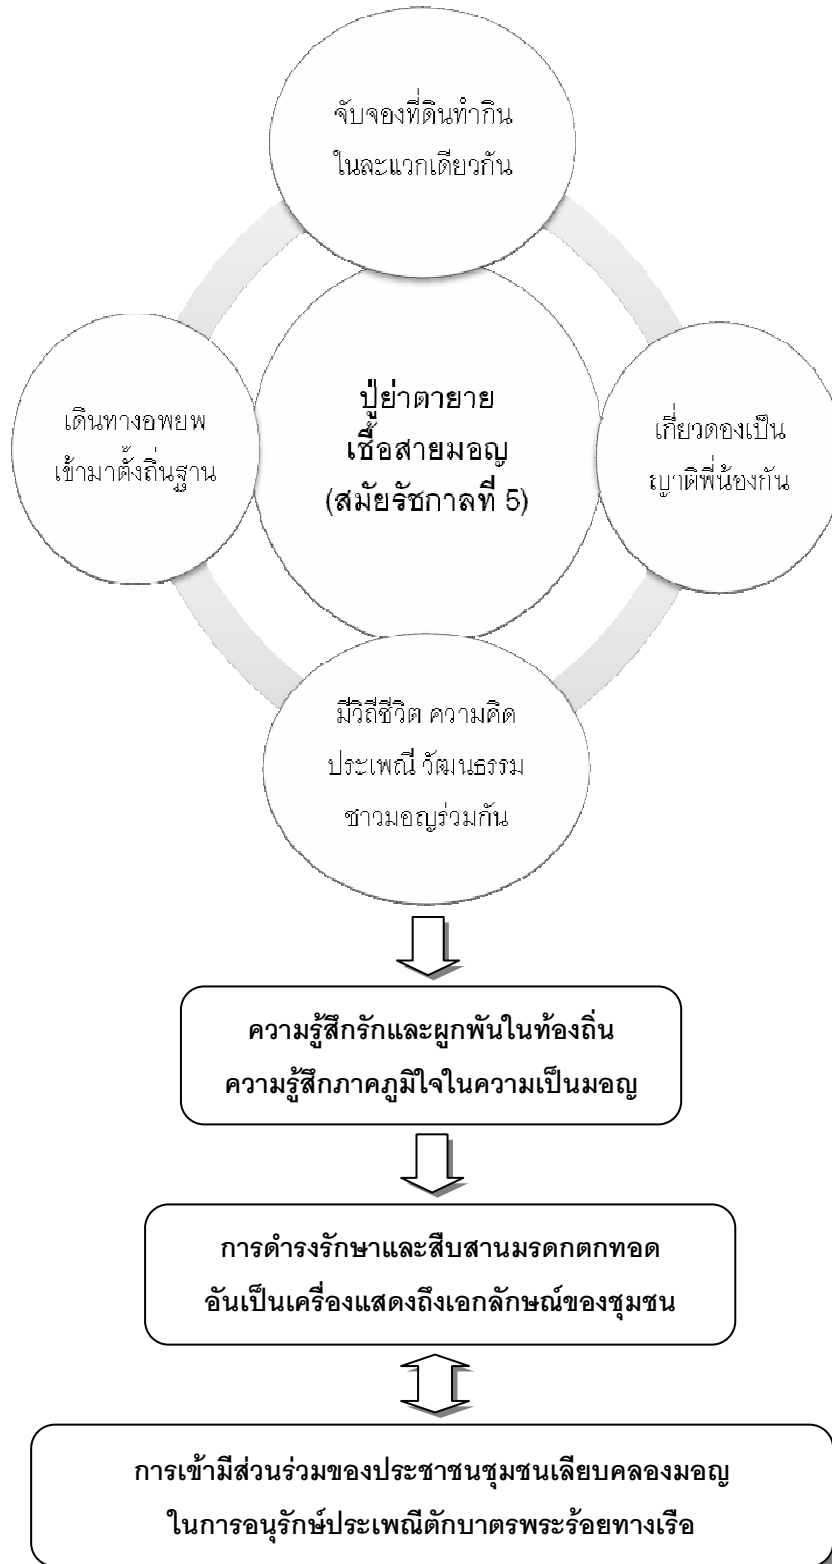 จับจองที่ดินทำกิน
ในละแวกเดียวกัน
เดินทางอพยพ
เข้ามาตั้งถิ่นฐาน
ปู่ย่าตายาย
เชื้อสายมอญ
(สมัยรัชกาลที่ 5)
เกี่ยวดองเป็น
ญาติพี่น้องกัน
มีวิถีชีวิต ความคิด
ประเพณี วัฒนธรรม
ชาวมอญร่วมกัน
ความรู้สึกรักและผูกพันในท้องถิ่น
ความรู้สึกภาคภูมิใจในความเป็นมอญ
การดำรงรักษาและสืบสานมรดกตกทอด
อันเป็นเครื่องแสดงถึงเอกลักษณ์ของชุมชน
การเข้ามีส่วนร่วมของประชาชนชุมชนเลียบคลองมอญ
ในการอนุรักษ์ประเพณีตักบาตรพระร้อยทางเรือ